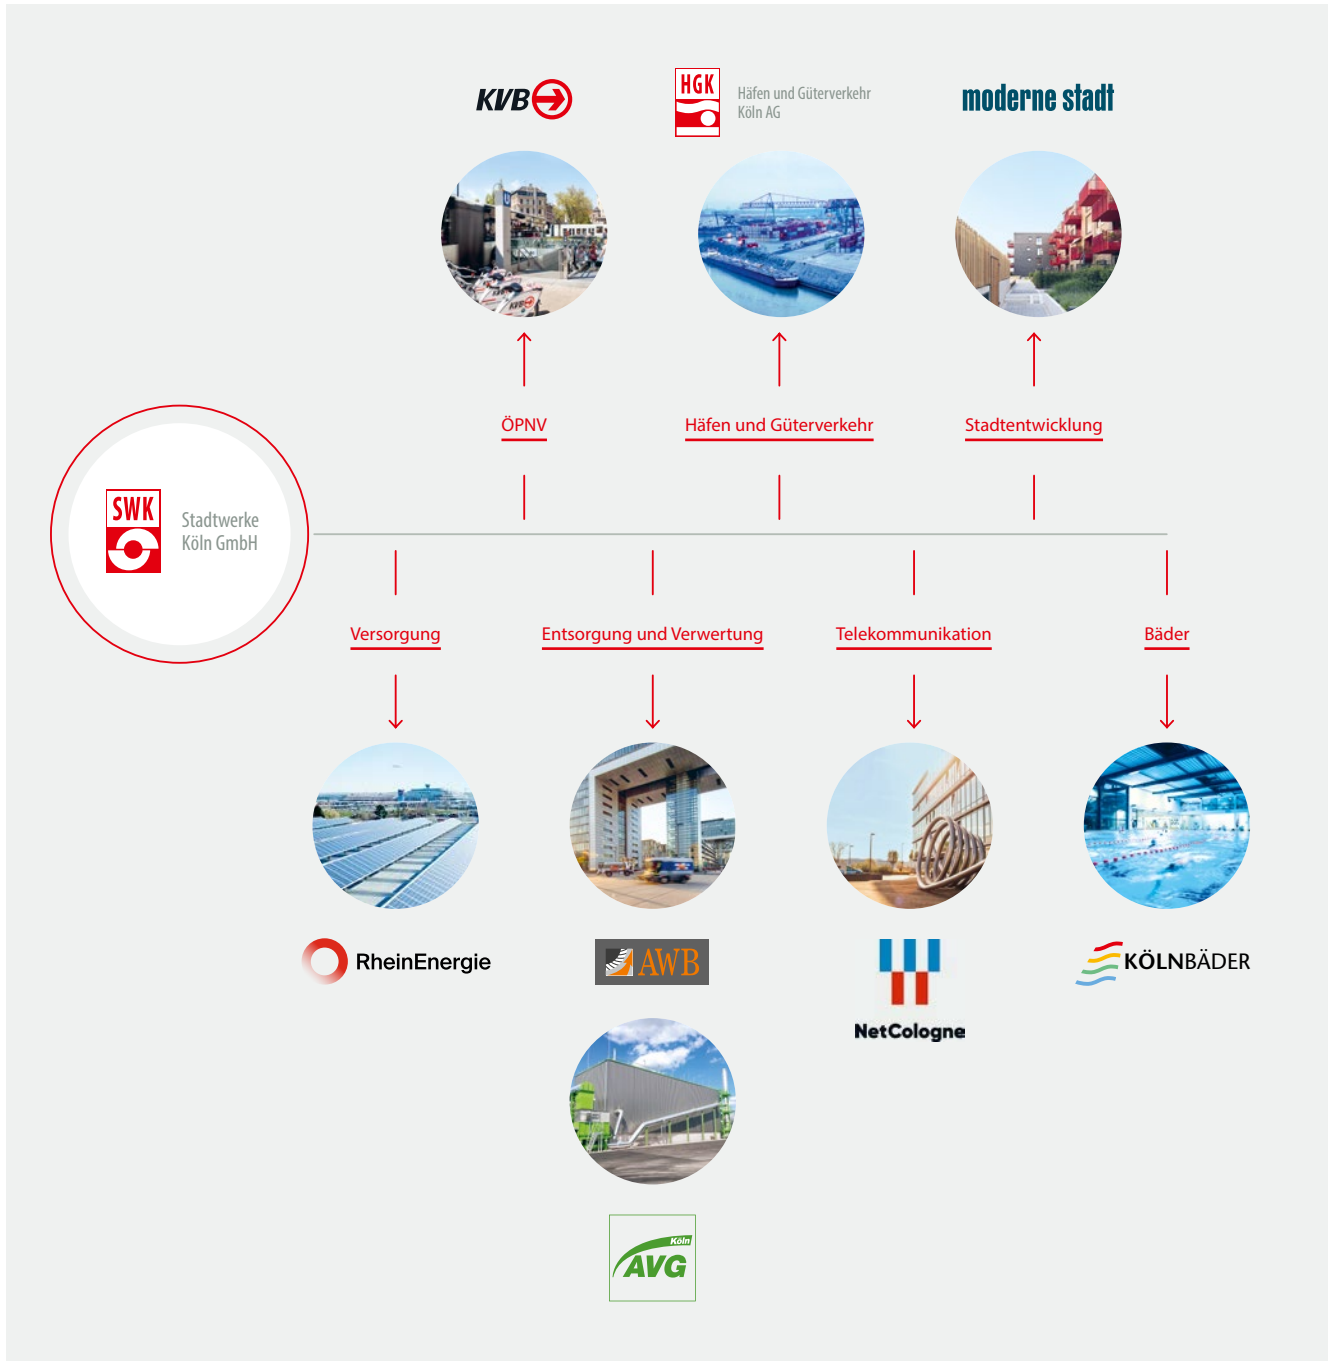 KVB
HGK
Häfen und Güterverkehr
Köln AG
moderne stadt
U
KVB
ÖPNV
Häfen und Güterverkehr
Stadtentwicklung
SWK
Stadtwerke
Köln GmbH
Versorgung
Entsorgung und Verwertung
Telekommunikation
Bäder
RheinEnergie
AWB
NetCologne
KÖLNBÄDER
Köln
AVG